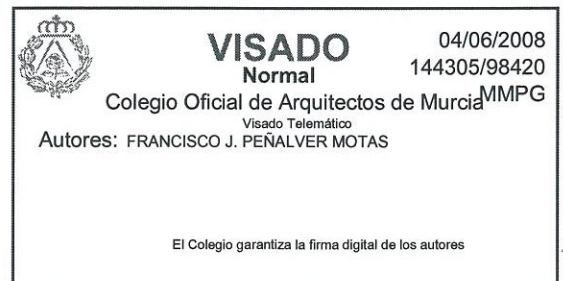 VISADO
04/06/2008
Normal
144305/98420
Colegio Oficial de Arquitectos de Murcia
MMPG
Visado Telemático
Autores: FRANCISCO J. PEÑALVER MOTAS
El Colegio garantiza la firma digital de los autores